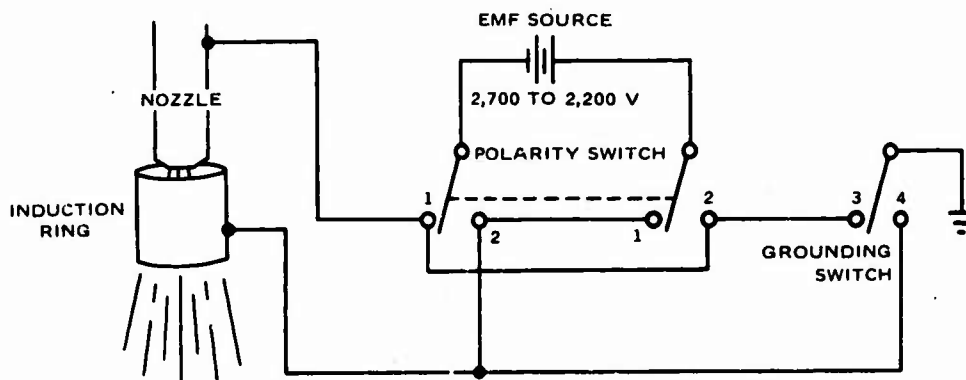 EMF SOURCE
NOZZLE
2,700 TO 2,200 V
POLARITY SWITCH
INDUCTION
RING
1
2
1
2
3
4
GROUNDING
SWITCH